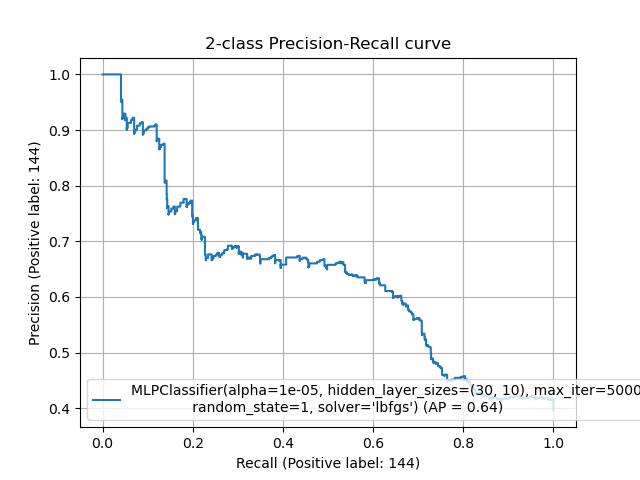 2-class Precision-Recall curve
1.0
0.9
0.8
0.7
0.6
0.5
0.4
Precision (Positive label: 144)
MLPClassifier(alpha=1e-05, hidden_layer_sizes=(30, 10), max_iter=5000
random_state=1, solver='lbfgs') (AP = 0.64)
0.0 0.2 0.4 0.6 0.8 1.0
Recall (Positive label: 144)